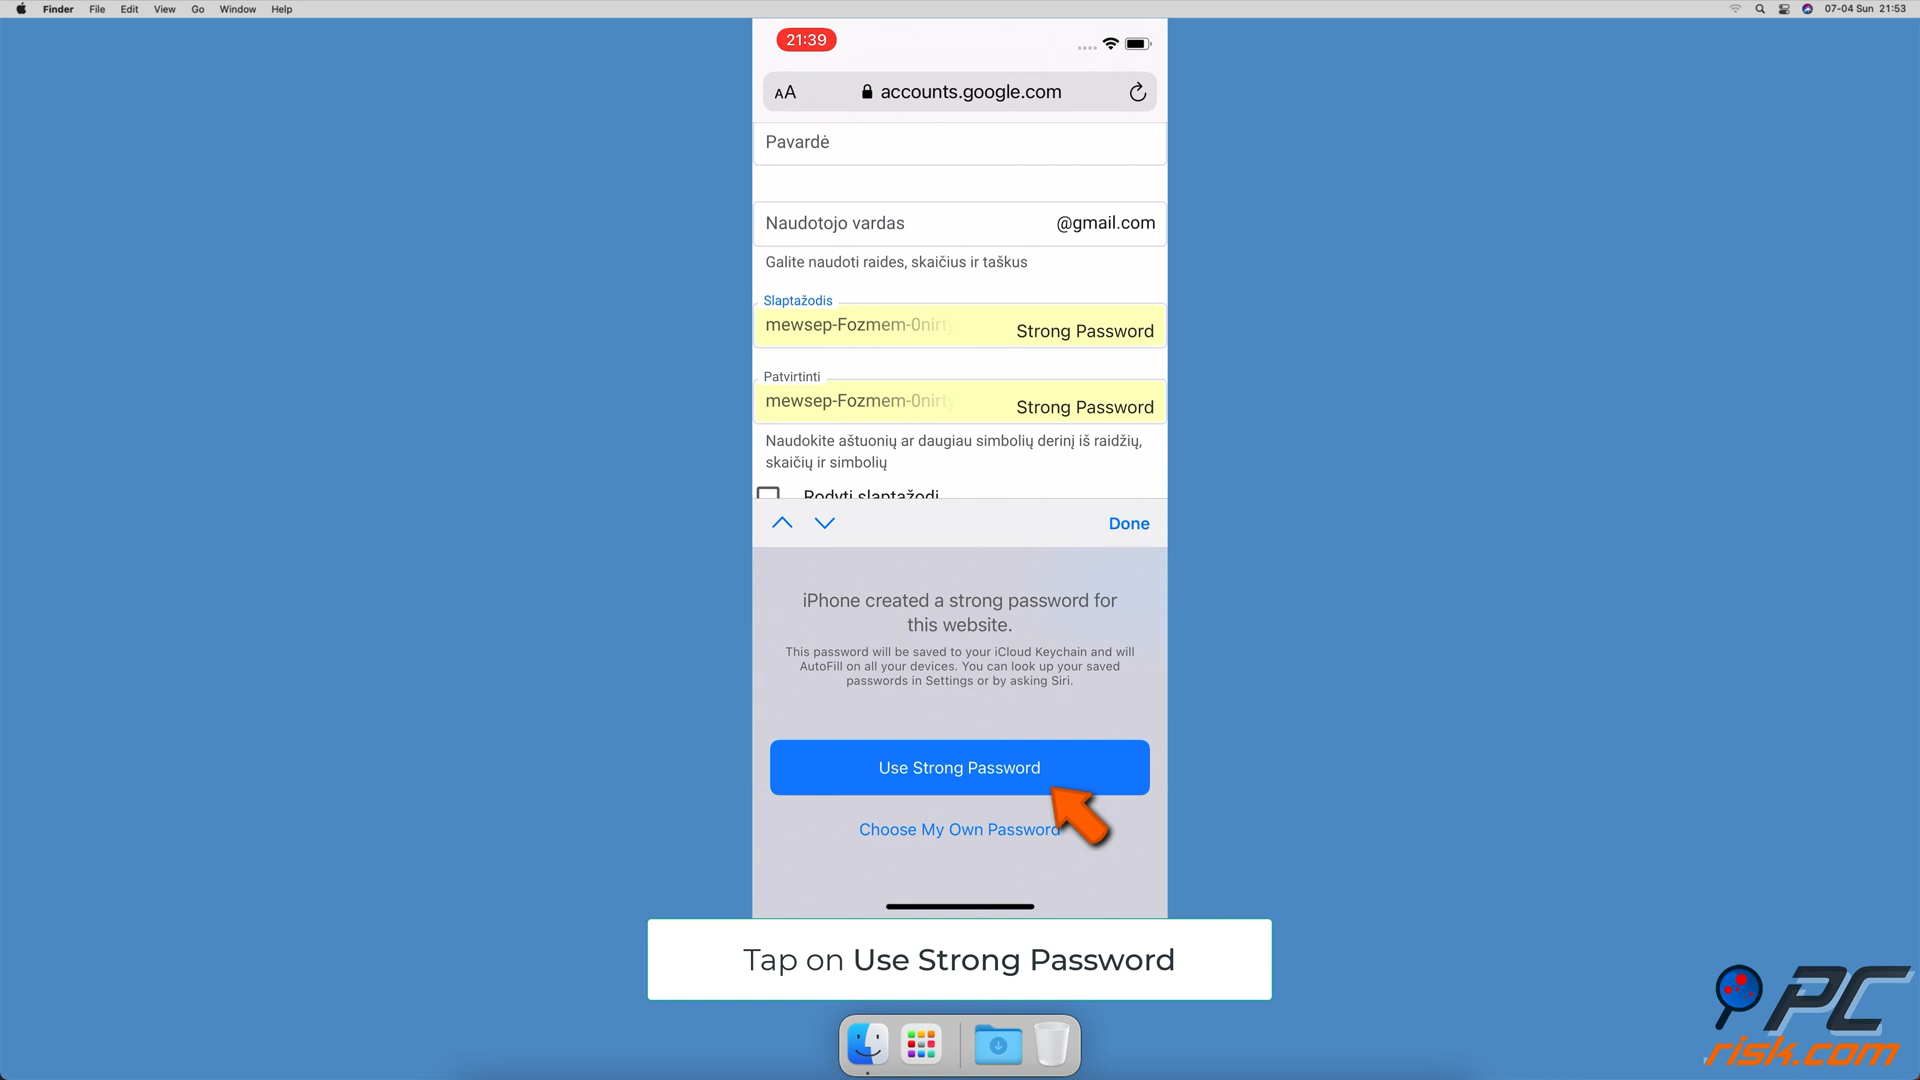 Finder File Edit View Go Window Help
07-04 Sun 21:53
21:39
AA
accounts.google.com
Pavardė
Naudotojo vardas
@gmail.com
Galite naudoti raides, skaičius ir taškus
Slaptažodis
mewsep-Fozmem-0nirty
Strong Password
Patvirtinti
mewsep-Fozmem-0nirty
Strong Password
Naudokite aštuonių ar daugiau simbolių derinį iš raidžių,
skaičių ir simbolių
Rodyti slaptažodį
Done
iPhone created a strong password for
this website.
This password will be saved to your iCloud Keychain and will
AutoFill on all your devices. You can look up your saved
passwords in Settings or by asking Siri.
Use Strong Password
Choose My Own Password
Tap on Use Strong Password
PC
risk.com